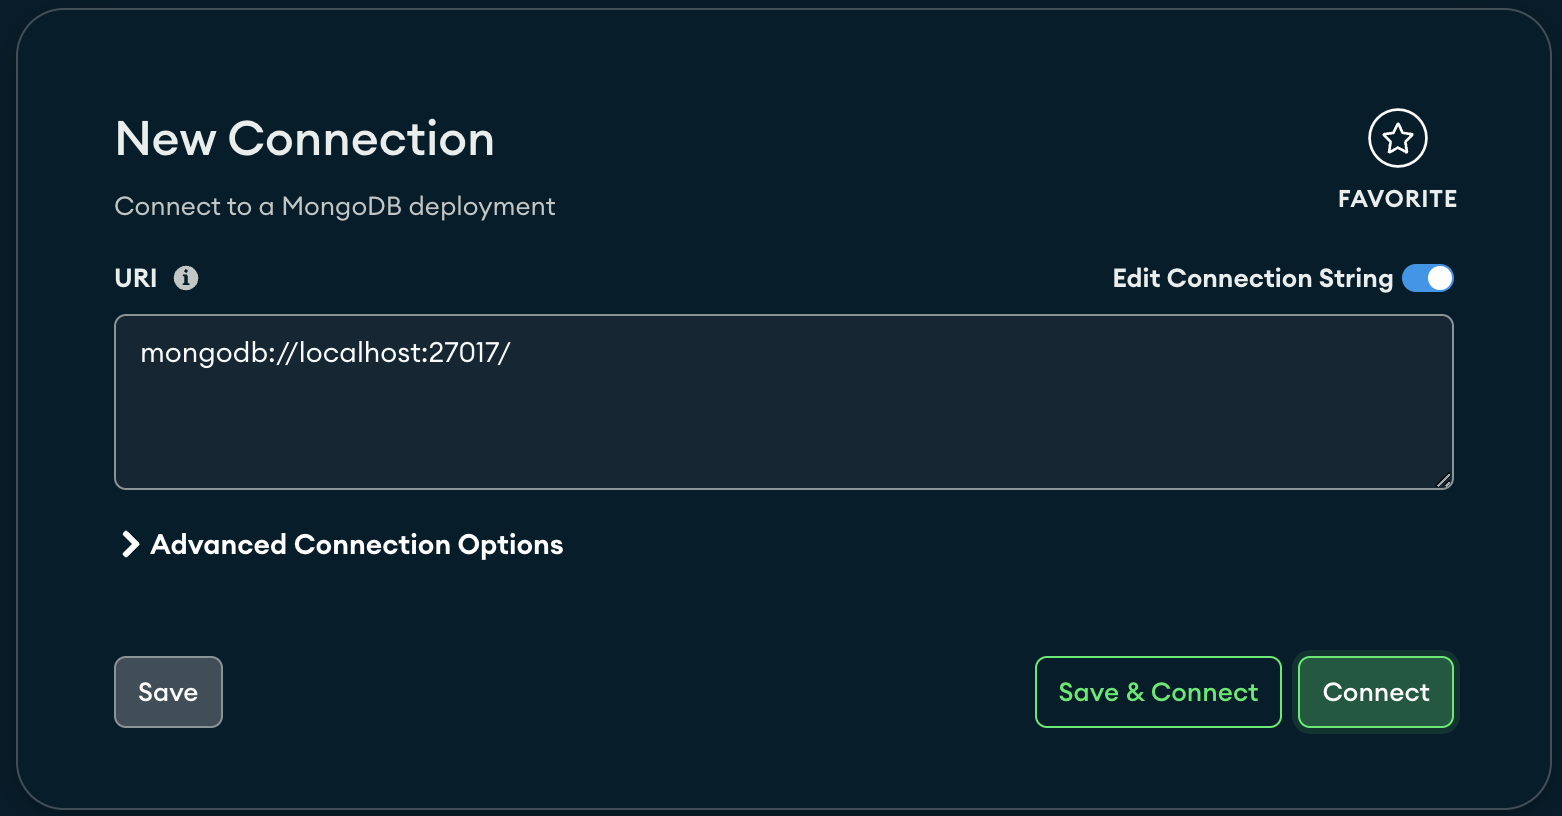 New Connection
FAVORITE
Connect to a MongoDB deployment
URI
Edit Connection String
mongodb://localhost:27017/
Advanced Connection Options
Save
Save & Connect
Connect